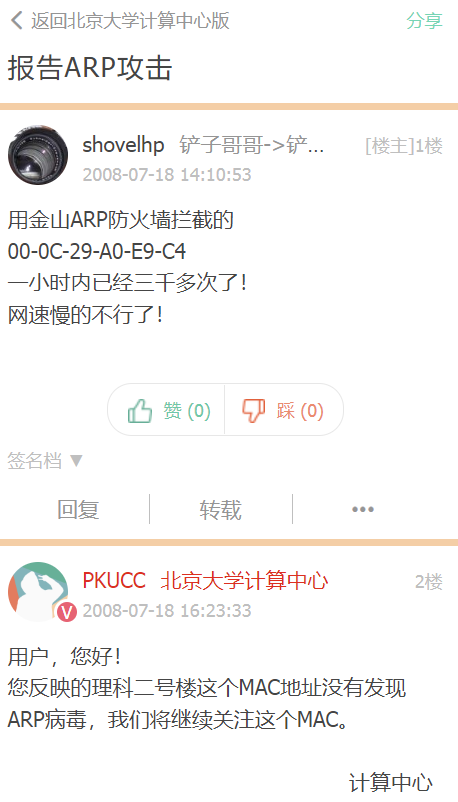 返回北京大学计算中心版
分享
报告ARP攻击
shovelhp 铲子哥哥->铲... [楼主]1楼
2008-07-18 14:10:53
用金山ARP防火墙拦截的
00-0C-29-A0-E9-C4
一小时内已经三千多次了！
网速慢的不行了！
赞 (0) 踩 (0)
签名档 ▼
回复 转载 •••
PKUCC 北京大学计算中心 2楼
V 2008-07-18 16:23:33
用户，您好！
您反映的理科二号楼这个MAC地址没有发现
ARP病毒，我们将继续关注这个MAC。
计算中心